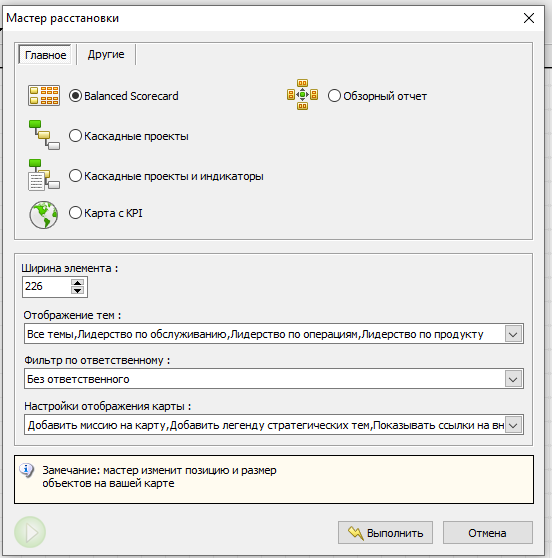 Мастер расстановки
Главное
Другие
Balanced Scorecard
Обзорный отчет
Каскадные проекты
Каскадные проекты и индикаторы
Карта с KPI
Ширина элемента :
226
Отображение тем :
Все темы,Лидерство по обслуживанию,Лидерство по операциям,Лидерство по продукту
Фильтр по ответственному :
Без ответственного
Настройки отображения карты :
Добавить миссию на карту,Добавить легенду стратегических тем,Показывать ссылки на вн
Замечание: мастер изменит позицию и размер
объектов на вашей карте
Выполнить
Отмена